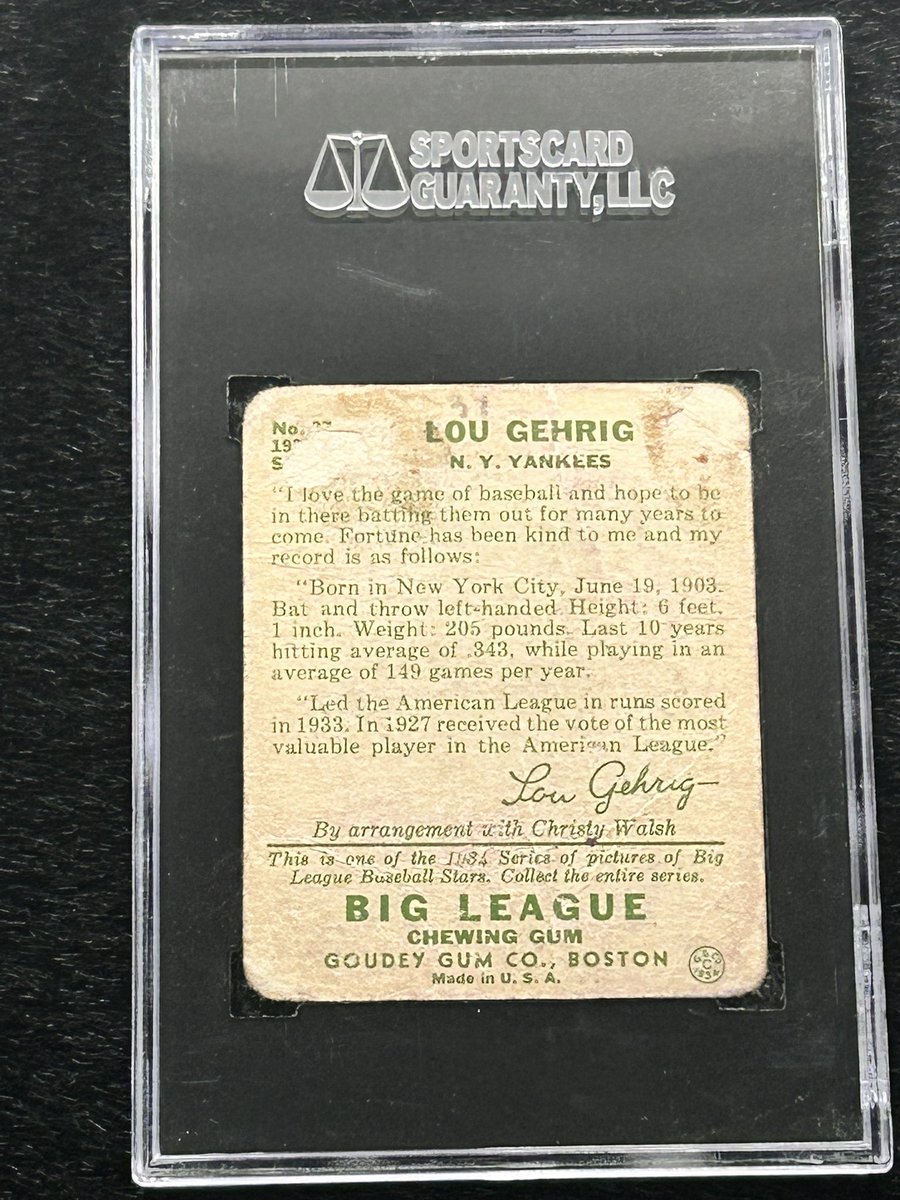 SPORTSCARD
GUARANTY, LLC
No.
LOU GEHRIG
N. Y. YANKEES
"I love the game of baseball and hope to be
in there batting them out for many years to
come. Fortune has been kind to me and my
record is as follows:
"Born in New York City, June 19, 1903.
Bat and throw left-handed Height: 6 feet,
1 inch. Weight: 205 pounds. Last 10 years
hitting average of .343, while playing in an
average of 149 games per year.
"Led the American League in runs scored
in 1933. In 1927 received the vote of the most
valuable player in the American League."
Lou Gehrig
By arrangement with Christy Walsh
This is one of the 1934 Series of pictures of Big
League Baseball Stars. Collect the entire series.
BIG LEAGUE
CHEWING GUM
GOUDEY GUM CO., BOSTON
Made in U. S. A.